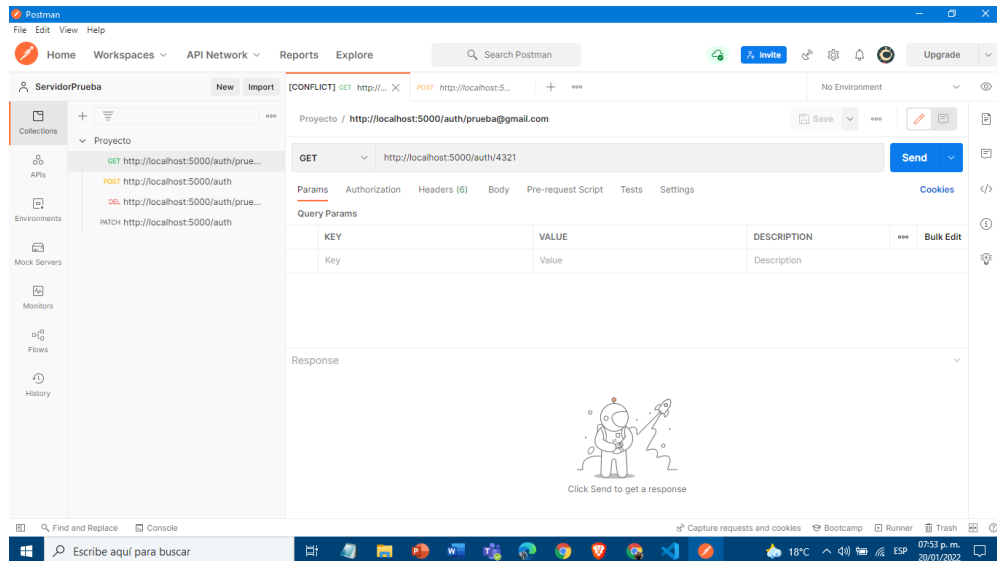 Postman
File Edit View Help
Home Workspaces API Network Reports Explore Search Postman Invite Upgrade
ServidorPrueba New Import [CONFLICT] GET http://... POST http://localhost:5... No Environment
Collections
APIs
Environments
Mock Servers
Monitors
Flows
History
Proyecto
GET http://localhost:5000/auth/prue...
POST http://localhost:5000/auth
DEL http://localhost:5000/auth/prue...
PATCH http://localhost:5000/auth
Proyecto / http://localhost:5000/auth/prueba@gmail.com Save
GET http://localhost:5000/auth/4321 Send
Params Authorization Headers (6) Body Pre-request Script Tests Settings Cookies
Query Params
KEY VALUE DESCRIPTION Bulk Edit
Key Value Description
Response
Click Send to get a response
Find and Replace Console Capture requests and cookies Bootcamp Runner Trash
Escribe aquí para buscar 18°C ESP 07:53 p. m.
20/01/2022